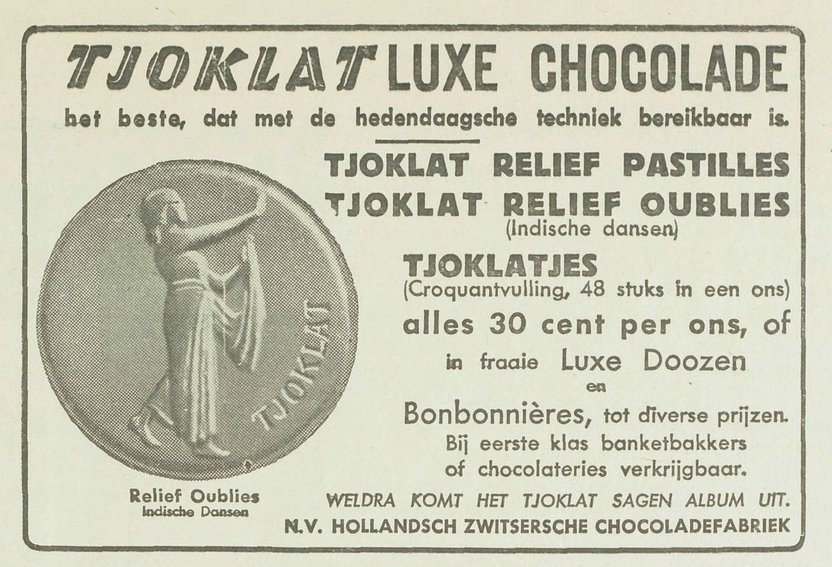 TJOKLAT LUXE CHOCOLADE
het beste, dat met de hedendaagsche techniek bereikbaar is.
TJOKLAT RELIEF PASTILLES
TJOKLAT RELIEF OUBLIES
(Indische dansen)
TJOKLATJES
(Croquantvulling, 48 stuks in een ons)
alles 30 cent per ons, of
in fraaie Luxe Doozen
en
Bonbonnières, tot diverse prijzen.
Bij eerste klas banketbakkers
of chocolateries verkrijgbaar.
WELDRA KOMT HET TJOKLAT SAGEN ALBUM UIT.
N.V. HOLLANDSCH ZWITSERSCHE CHOCOLADEFABRIEK
TJOKLAT
Relief Oublies
Indische Dansen